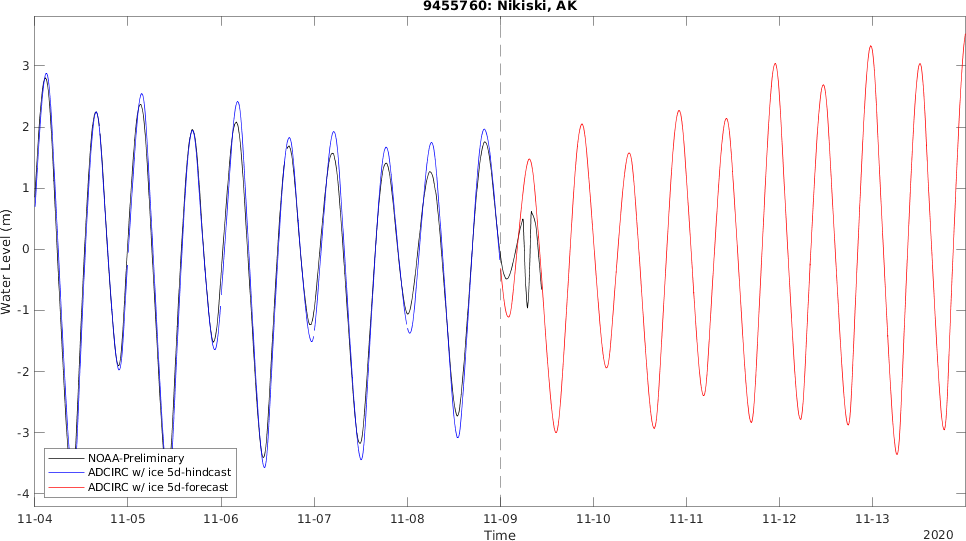 9455760: Nikiski, AK
Water Level (m)
3
2
1
0
-1
-2
-3
-4
NOAA-Preliminary
ADCIRC w/ ice 5d-hindcast
ADCIRC w/ ice 5d-forecast
11-04 11-05 11-06 11-07 11-08 11-09 11-10 11-11 11-12 11-13
Time
2020